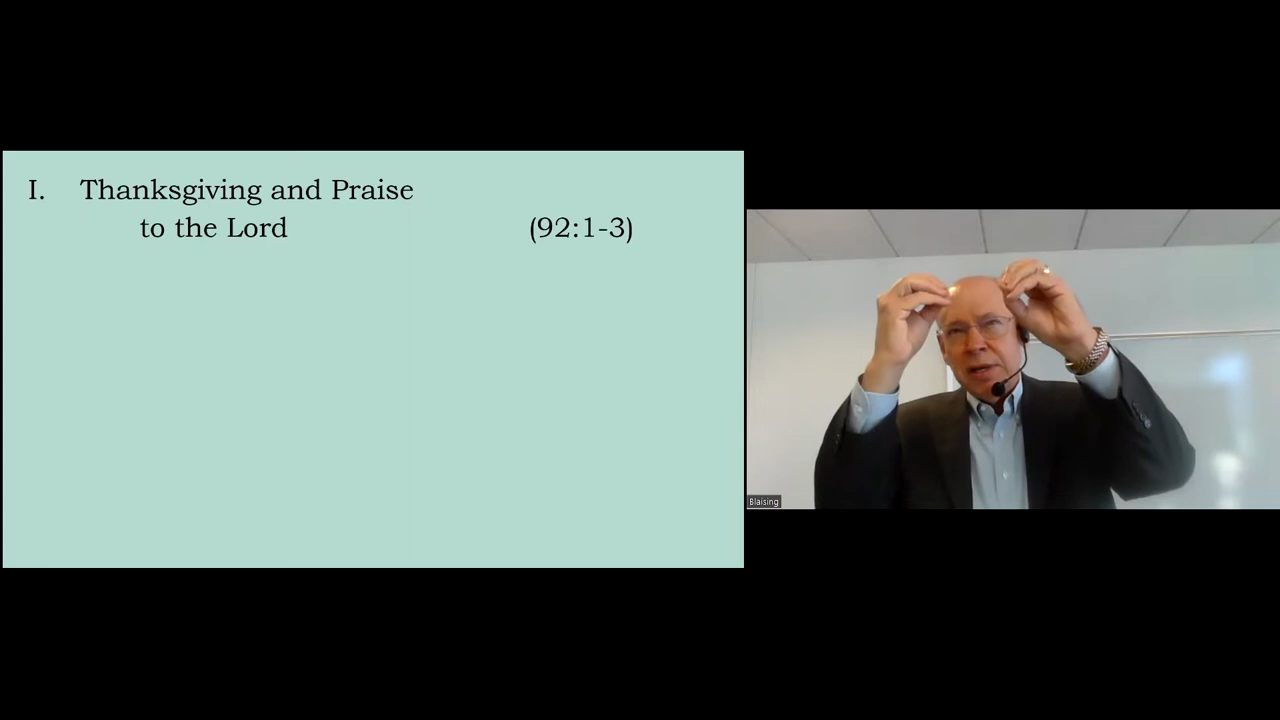 I. Thanksgiving and Praise
to the Lord (92:1-3)
Blaising